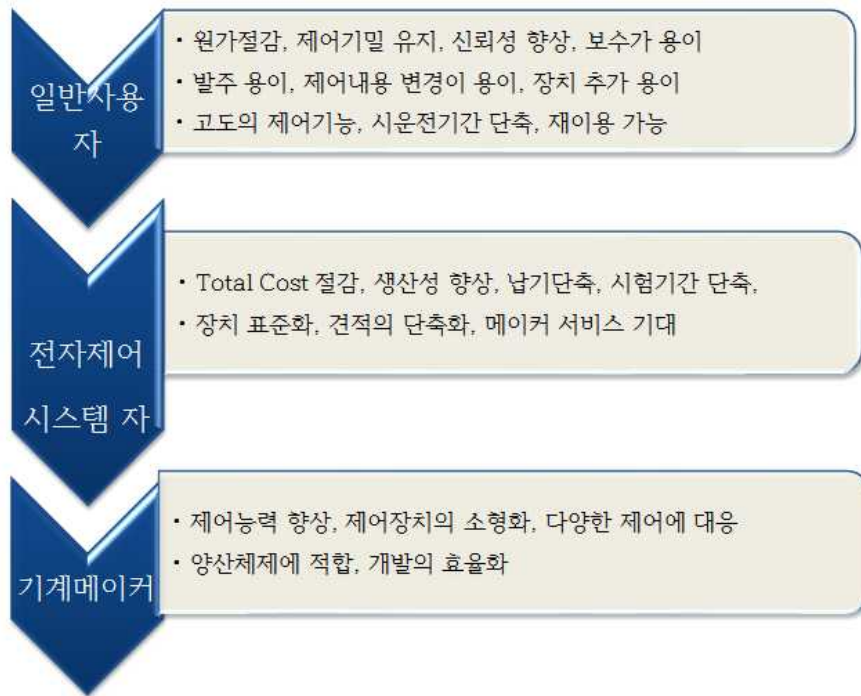 일반사용
자
· 원가절감, 제어기밀 유지, 신뢰성 향상, 보수가 용이
· 발주 용이, 제어내용 변경이 용이, 장치 추가 용이
· 고도의 제어기능, 시운전기간 단축, 재이용 가능
전자제어
시스템 자
· Total Cost 절감, 생산성 향상, 납기단축, 시험기간 단축,
· 장치 표준화, 견적의 단축화, 메이커 서비스 기대
기계메이커
· 제어능력 향상, 제어장치의 소형화, 다양한 제어에 대응
· 양산체제에 적합, 개발의 효율화